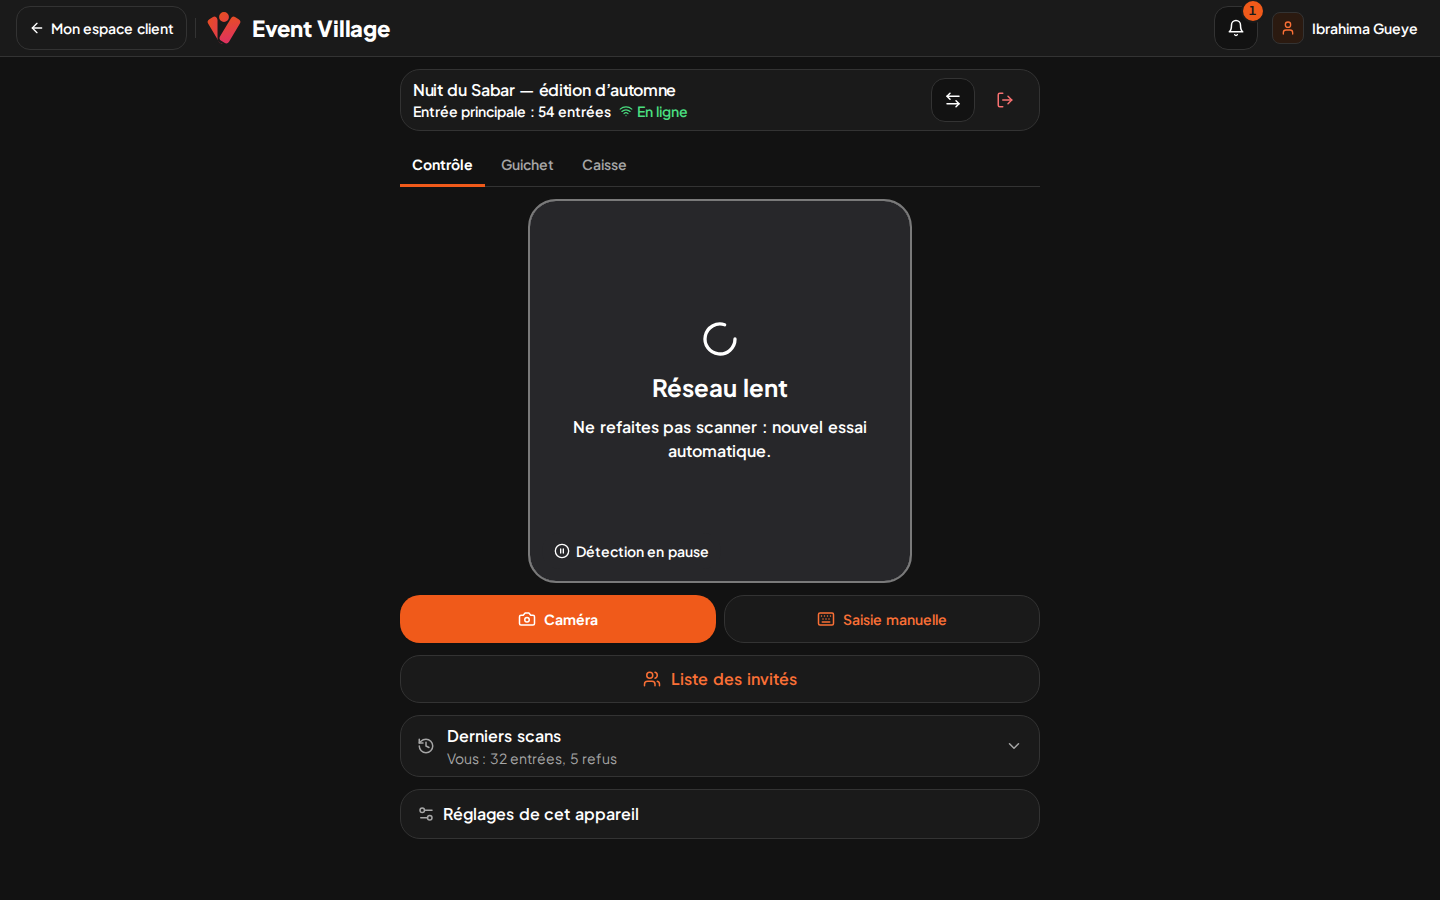 Mon espace client
Event Village
1
Ibrahima Gueye
Nuit du Sabar — édition d’automne
Entrée principale : 54 entrées
En ligne
Contrôle
Guichet
Caisse
Réseau lent
Ne refaites pas scanner : nouvel essai
automatique.
Détection en pause
Caméra
Saisie manuelle
Liste des invités
Derniers scans
Vous : 32 entrées, 5 refus
Réglages de cet appareil